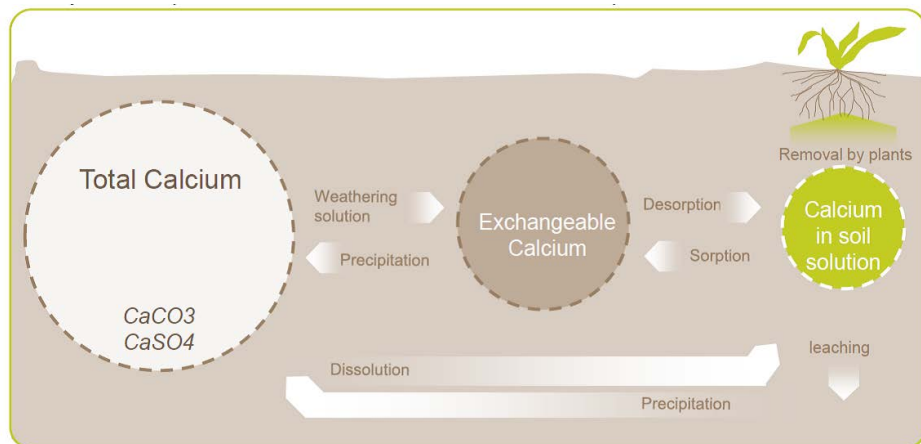 Removal by plants
Total Calcium
Weathering
solution
Precipitation
Exchangeable
Calcium
Desorption
Sorption
Calcium
in soil
solution
CaCO3
CaSO4
Dissolution
Precipitation
leaching